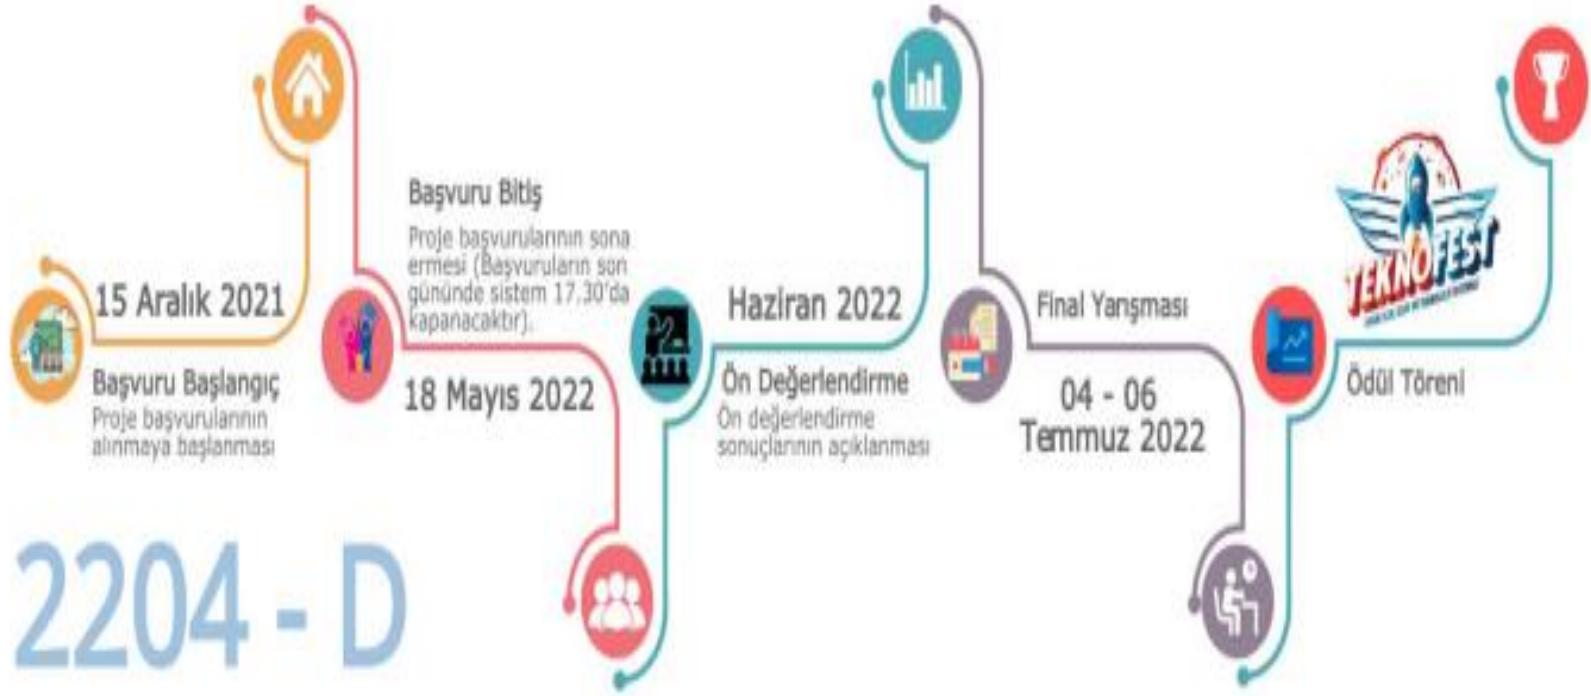 15 Aralık 2021
Başvuru Başlangıç
Proje başvurularının
alınmaya başlanması
Başvuru Bitiş
Proje başvurularının sona
ermesi (Başvuruların son
gününde sistem 17.30'da
kapanacaktır).
18 Mayıs 2022
Haziran 2022
Ön Değerlendirme
Ön değerlendirme
sonuçlarının açıklanması
Final Yarışması
04 - 06
Temmuz 2022
TEKNOFEST
Ödül Töreni
2204 - D